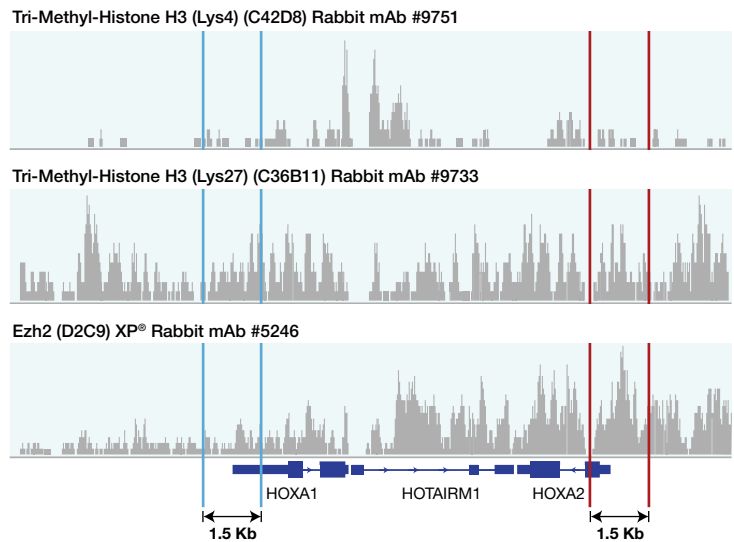 Tri-Methyl-Histone H3 (Lys4) (C42D8) Rabbit mAb #9751
Tri-Methyl-Histone H3 (Lys27) (C36B11) Rabbit mAb #9733
Ezh2 (D2C9) XP® Rabbit mAb #5246
HOXA1 HOTAIRM1 HOXA2
1.5 Kb 1.5 Kb